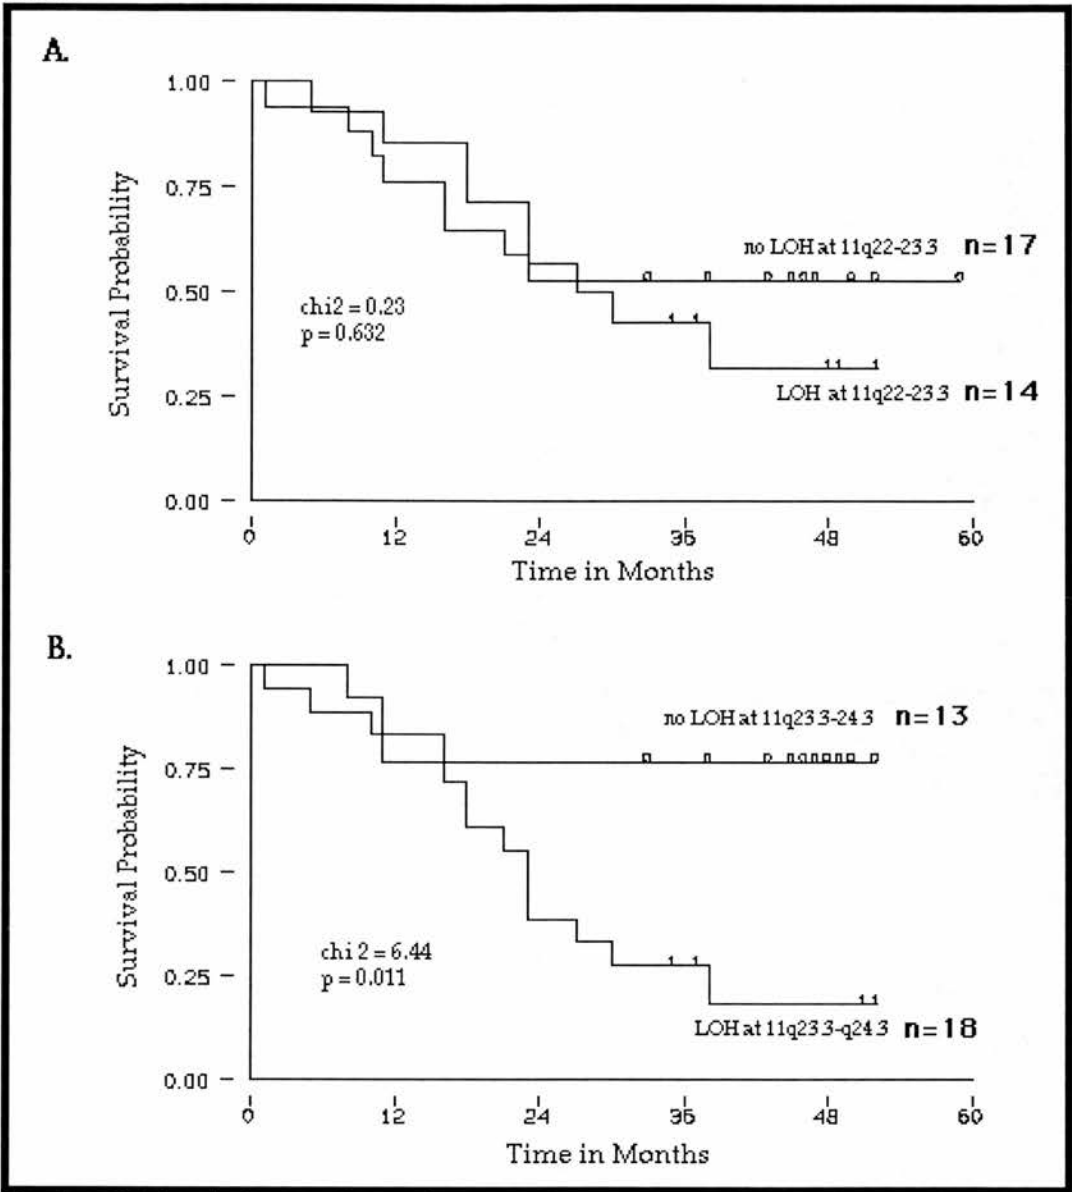 A.
1.00
0.75
0.50
0.25
0.00
Survival Probability
no LOH at 11q22-23.3 n=17
chi2 = 0.23
p = 0.632
LOH at 11q22-23.3 n=14
0 12 24 36 48 60
Time in Months
B.
1.00
0.75
0.50
0.25
0.00
Survival Probability
no LOH at 11q23.3-24.3 n=13
chi 2 = 6.44
p = 0.011
LOH at 11q23.3-q24.3 n=18
0 12 24 36 48 60
Time in Months